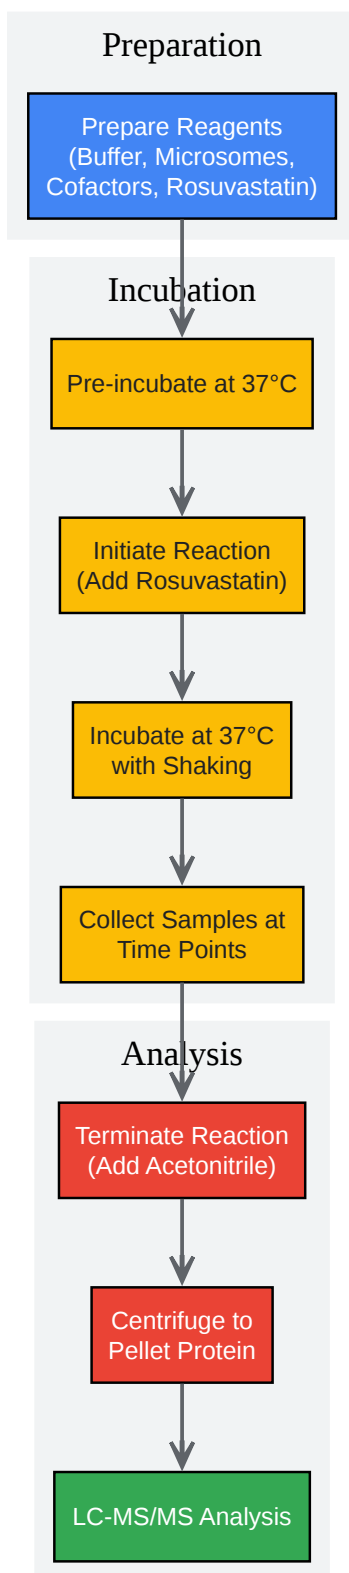 Preparation
Prepare Reagents
(Buffer, Microsomes,
Cofactors, Rosuvastatin)
Incubation
Pre-incubate at 37°C
Initiate Reaction
(Add Rosuvastatin)
Incubate at 37°C
with Shaking
Collect Samples at
Time Points
Analysis
Terminate Reaction
(Add Acetonitrile)
Centrifuge to
Pellet Protein
LC-MS/MS Analysis